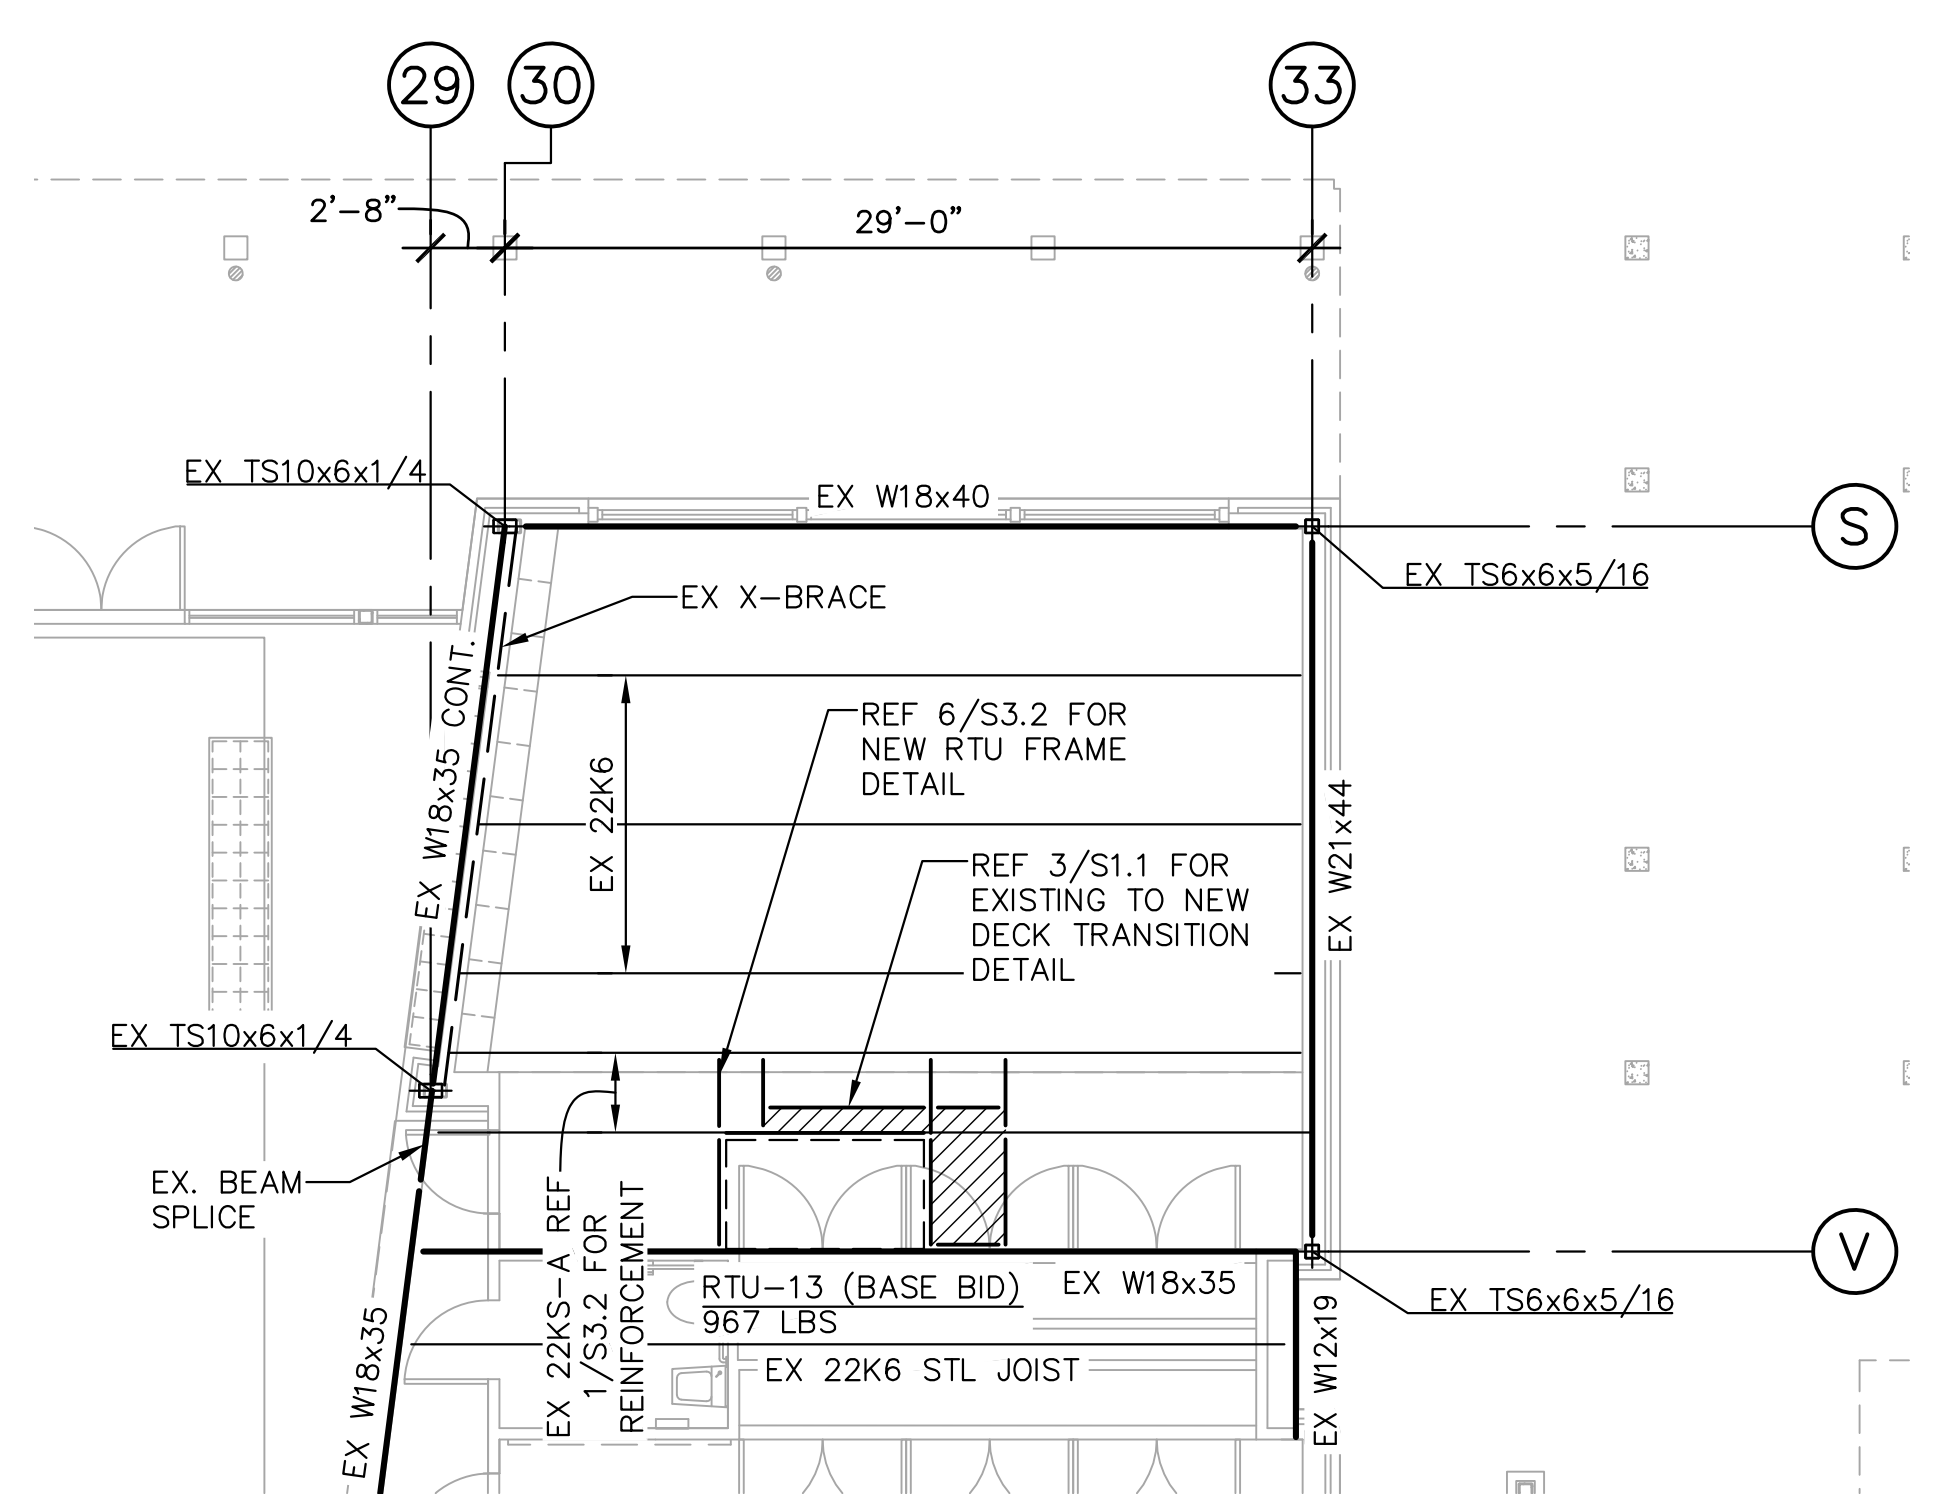 29
30
33
2'-8"
29'-0"
EX TS10x6x1/4
EX W18x40
S
EX TS6x6x5/16
EX X-BRACE
EX W18x35 CONT.
REF 6/S3.2 FOR
NEW RTU FRAME
DETAIL
EX 22K6
EX W21x44
REF 3/S1.1 FOR
EXISTING TO NEW
DECK TRANSITION
DETAIL
EX TS10x6x1/4
EX. BEAM
SPLICE
EX 22KS-A REF
1/S3.2 FOR
REINFORCEMENT
V
RTU-13 (BASE BID)
967 LBS
EX W18x35
EX TS6x6x5/16
EX W18x35
EX 22K6 STL JOIST
EX W12x19